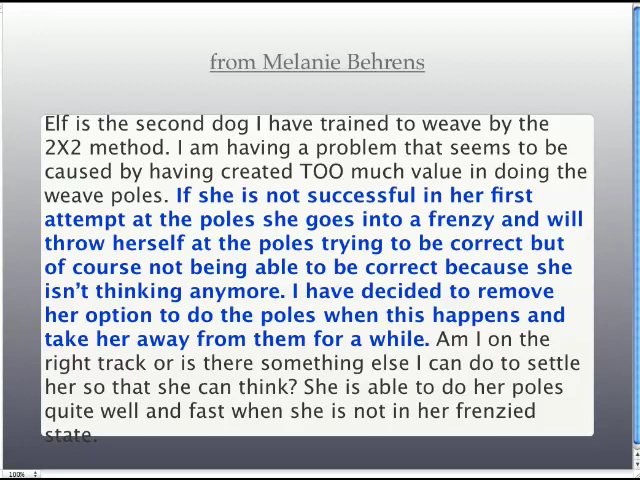 from Melanie Behrens
Elf is the second dog I have trained to weave by the
2X2 method. I am having a problem that seems to be
caused by having created TOO much value in doing the
weave poles. If she is not successful in her first
attempt at the poles she goes into a frenzy and will
throw herself at the poles trying to be correct but
of course not being able to be correct because she
isn't thinking anymore. I have decided to remove
her option to do the poles when this happens and
take her away from them for a while. Am I on the
right track or is there something else I can do to settle
her so that she can think? She is able to do her poles
quite well and fast when she is not in her frenzied
state.
100%